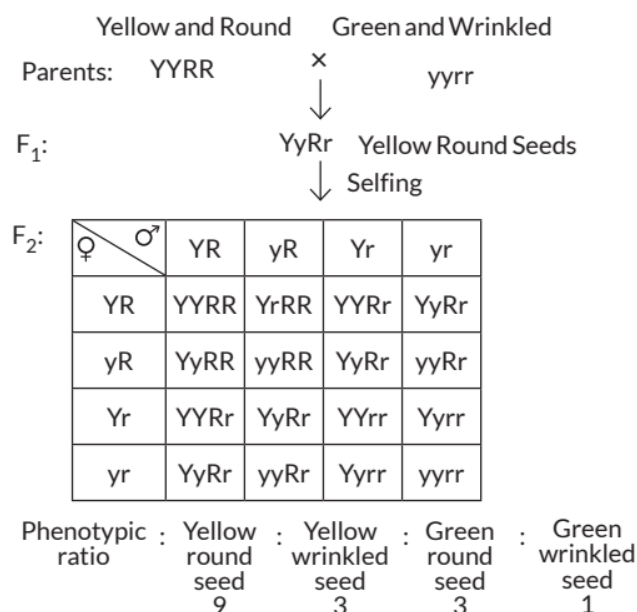 Yellow and Round Green and Wrinkled
Parents: YYRR × yyrr
F₁: YyRr Yellow Round Seeds
Selfing
F₂: ♀ ♂ YR yR Yr yr
YR YYRR YrRR YYRr YyRr
yR YyRR yyRR YyRr yyRr
Yr YYRr YyRr YYrr Yyrr
yr YyRr yyRr Yyrr yyrr
Phenotypic : Yellow : Yellow : Green : Green
ratio round wrinkled round wrinkled
seed seed seed seed
9 3 3 1